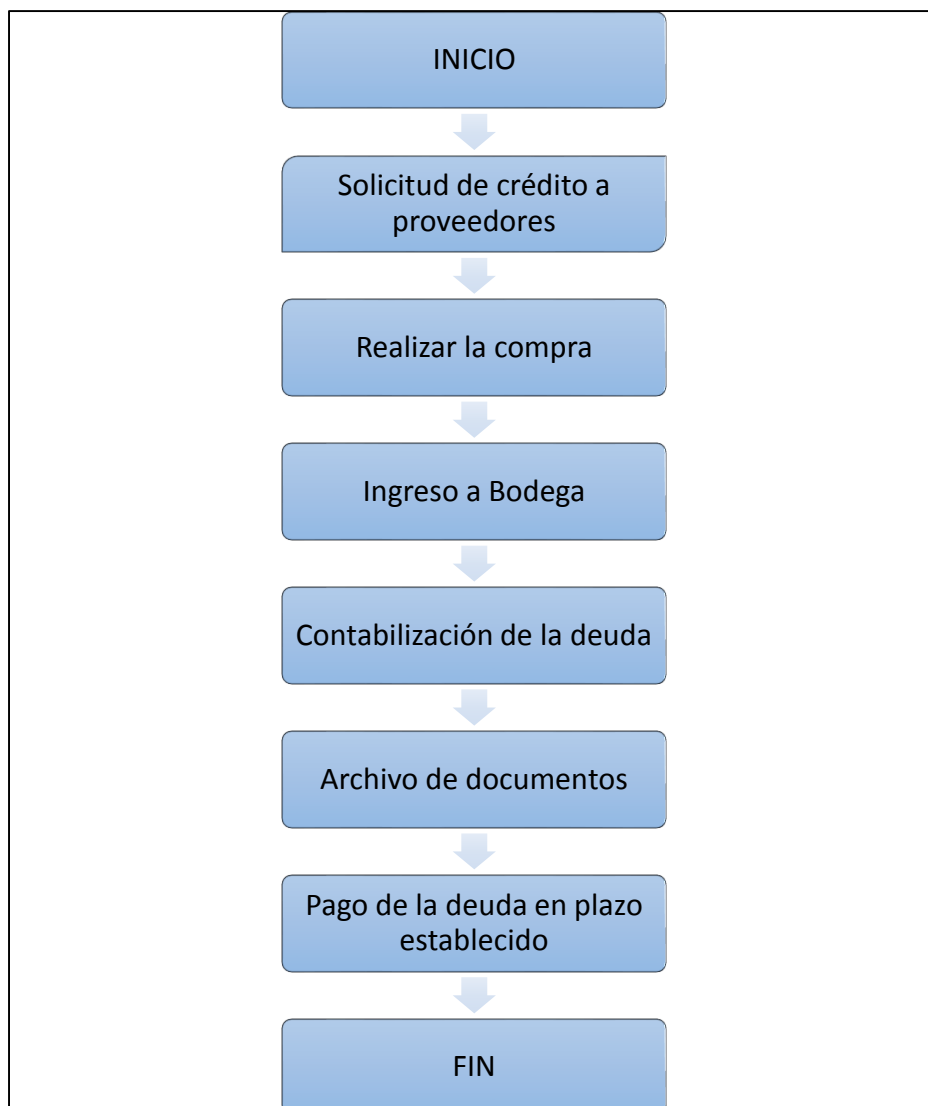 INICIO
Solicitud de crédito a
proveedores
Realizar la compra
Ingreso a Bodega
Contabilización de la deuda
Archivo de documentos
Pago de la deuda en plazo
establecido
FIN